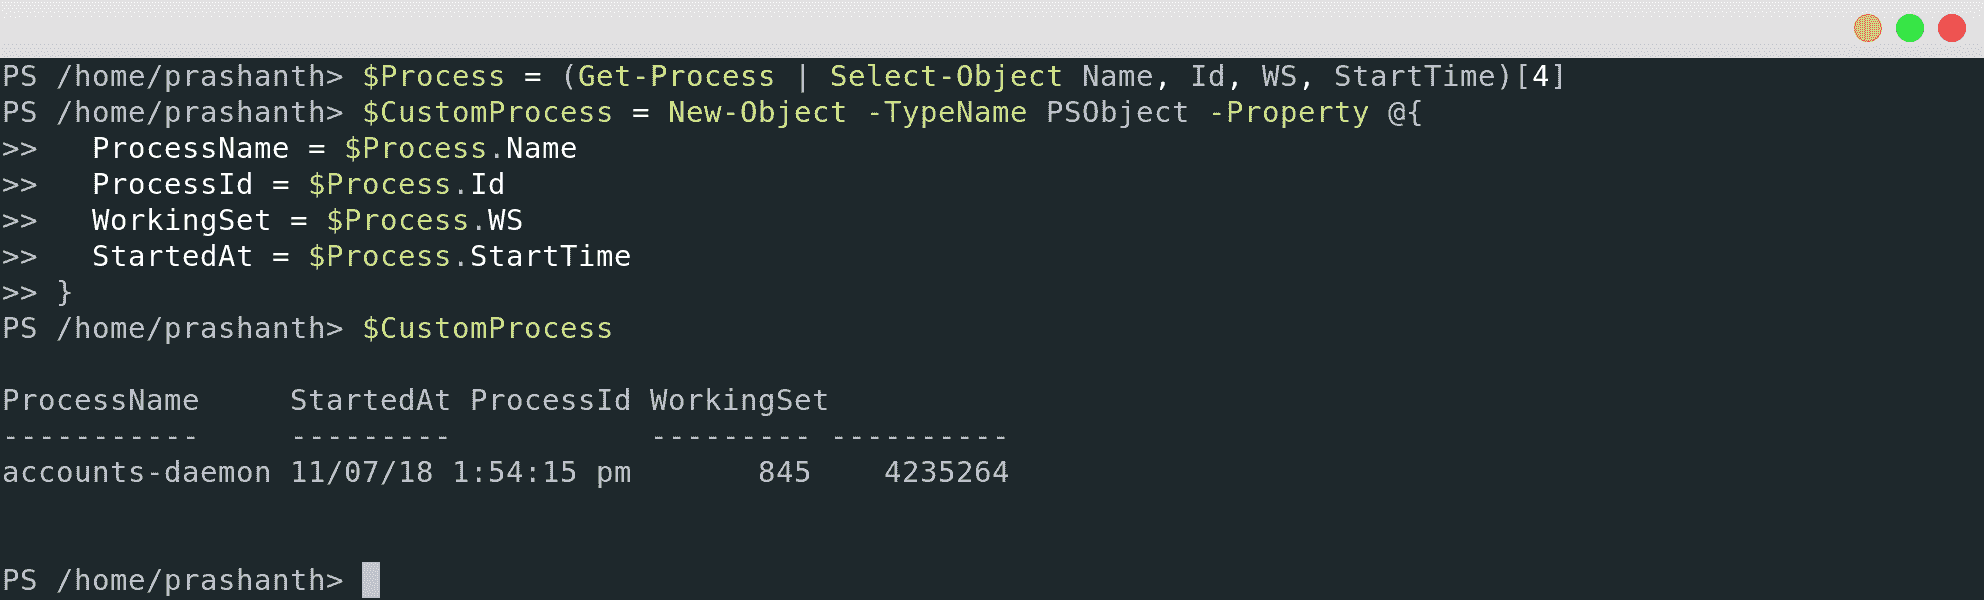 PS /home/prashanth> $Process = (Get-Process | Select-Object Name, Id, WS, StartTime)[4]
PS /home/prashanth> $CustomProcess = New-Object -TypeName PSObject -Property @{
>>   ProcessName = $Process.Name
>>   ProcessId = $Process.Id
>>   WorkingSet = $Process.WS
>>   StartedAt = $Process.StartTime
>> }
PS /home/prashanth> $CustomProcess
ProcessName     StartedAt ProcessId WorkingSet
-----------     ---------           --------- ----------
accounts-daemon 11/07/18 1:54:15 pm       845    4235264
PS /home/prashanth>